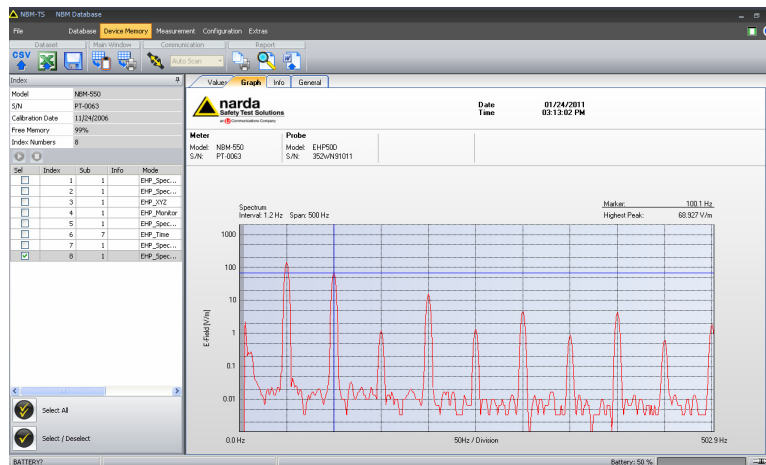 NBM-TS NBM Database
File Database Device Memory Measurement Configuration Extras
Dataset Main Window Communication Report
CSV Auto Scan
Index
Model NBM-550
S/N PT-0063
Calibration Date 11/24/2006
Free Memory 99%
Index Numbers 8
Sel Index Sub Info Mode
1 1 EHP_Spec...
2 1 EHP_Spec...
3 1 EHP_XYZ
4 1 EHP_Monitor
5 1 EHP_Spec...
6 7 EHP_Time
7 1 EHP_Spec...
8 1 EHP_Spec...
Select All
Select / Deselect
BATTERY?
Values Graph Info General
narda
Safety Test Solutions
an Communications Company
Date 01/24/2011
Time 03:13:02 PM
Meter Probe
Model: NBM-550 Model: EHP50D
S/N: PT-0063 S/N: 352WN91011
Spectrum
Interval: 1.2 Hz Span: 500 Hz
Marker: 100.1 Hz
Highest Peak: 68.927 V/m
1000
100
10
1
0.1
0.01
E-Field [V/m]
0.0 Hz 50Hz / Division 502.9 Hz
Battery: 50 %